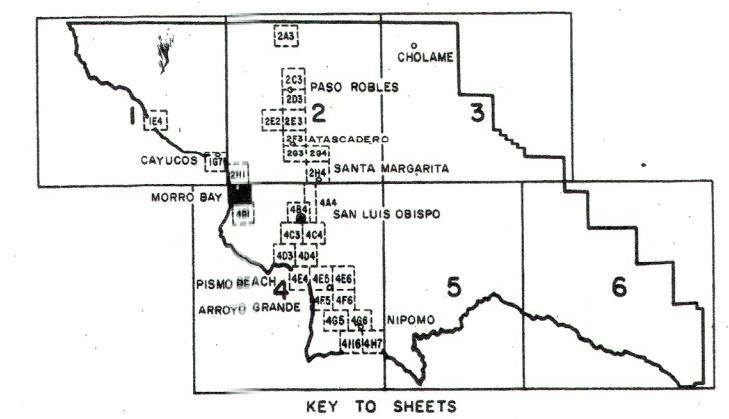 2A3
CHOLAME
2C3
PASO ROBLES
2D3
1 2 3
1E4 2E2 2E3
2F3 ATASCADERO
CAYUCOS 1G7 2G3 2G4
2H1 2H4 SANTA MARGARITA
MORRO BAY 4A4
4B1 4B4 SAN LUIS OBISPO
4C3 4C4
4D3 4D4
PISMO BEACH 4E4 4E5 4E6
4 5 6
ARROYO GRANDE 4F5 4F6
4G5 4G6 NIPOMO
4H6 4H7
KEY TO SHEETS